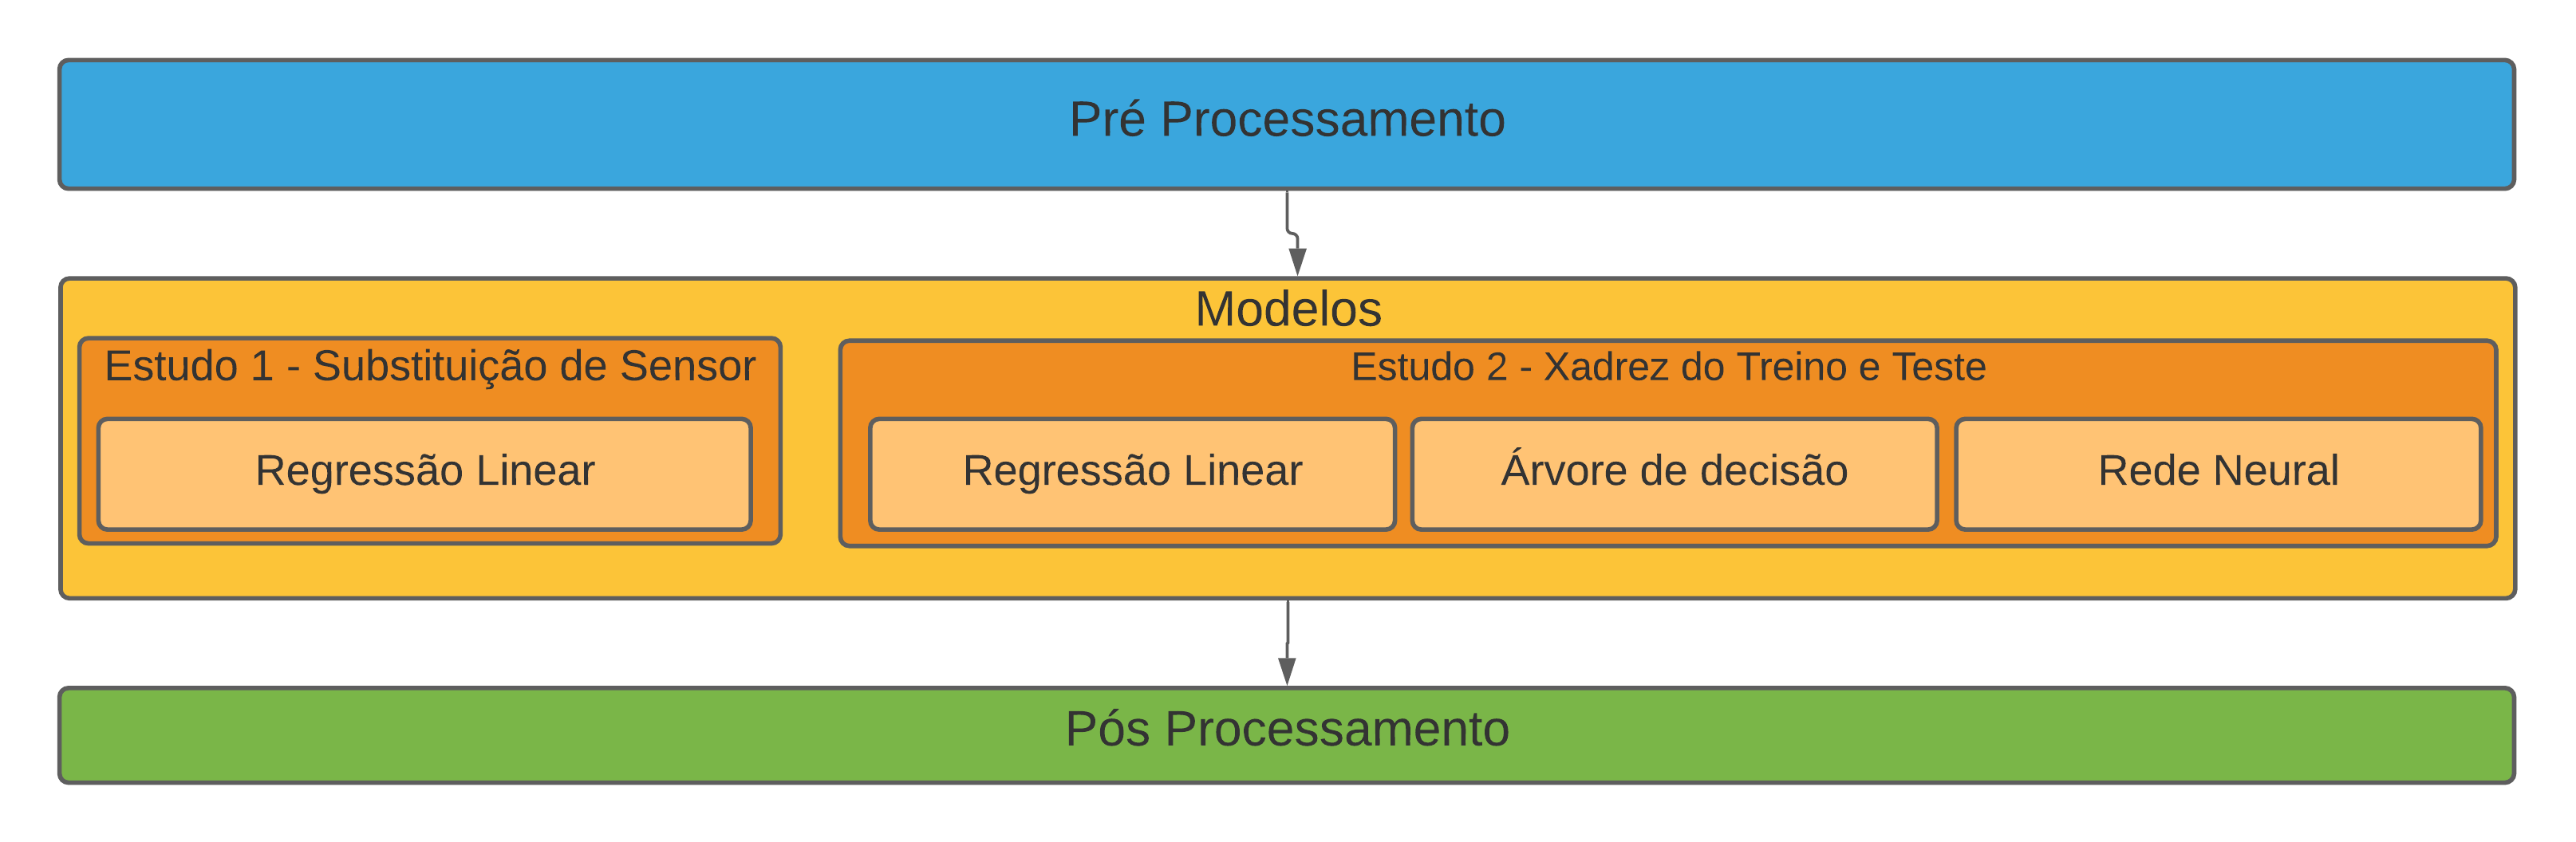 Pré Processamento
Modelos
Estudo 1 - Substituição de Sensor
Regressão Linear
Estudo 2 - Xadrez do Treino e Teste
Regressão Linear
Árvore de decisão
Rede Neural
Pós Processamento